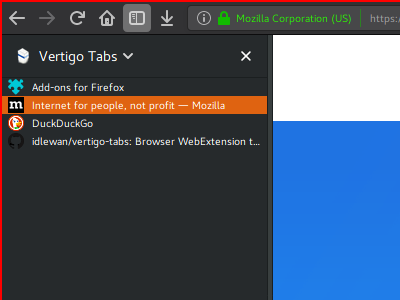 Mozilla Corporation (US) https:
Vertigo Tabs
Add-ons for Firefox
m Internet for people, not profit — Mozilla
DuckDuckGo
idlewan/vertigo-tabs: Browser WebExtension t...